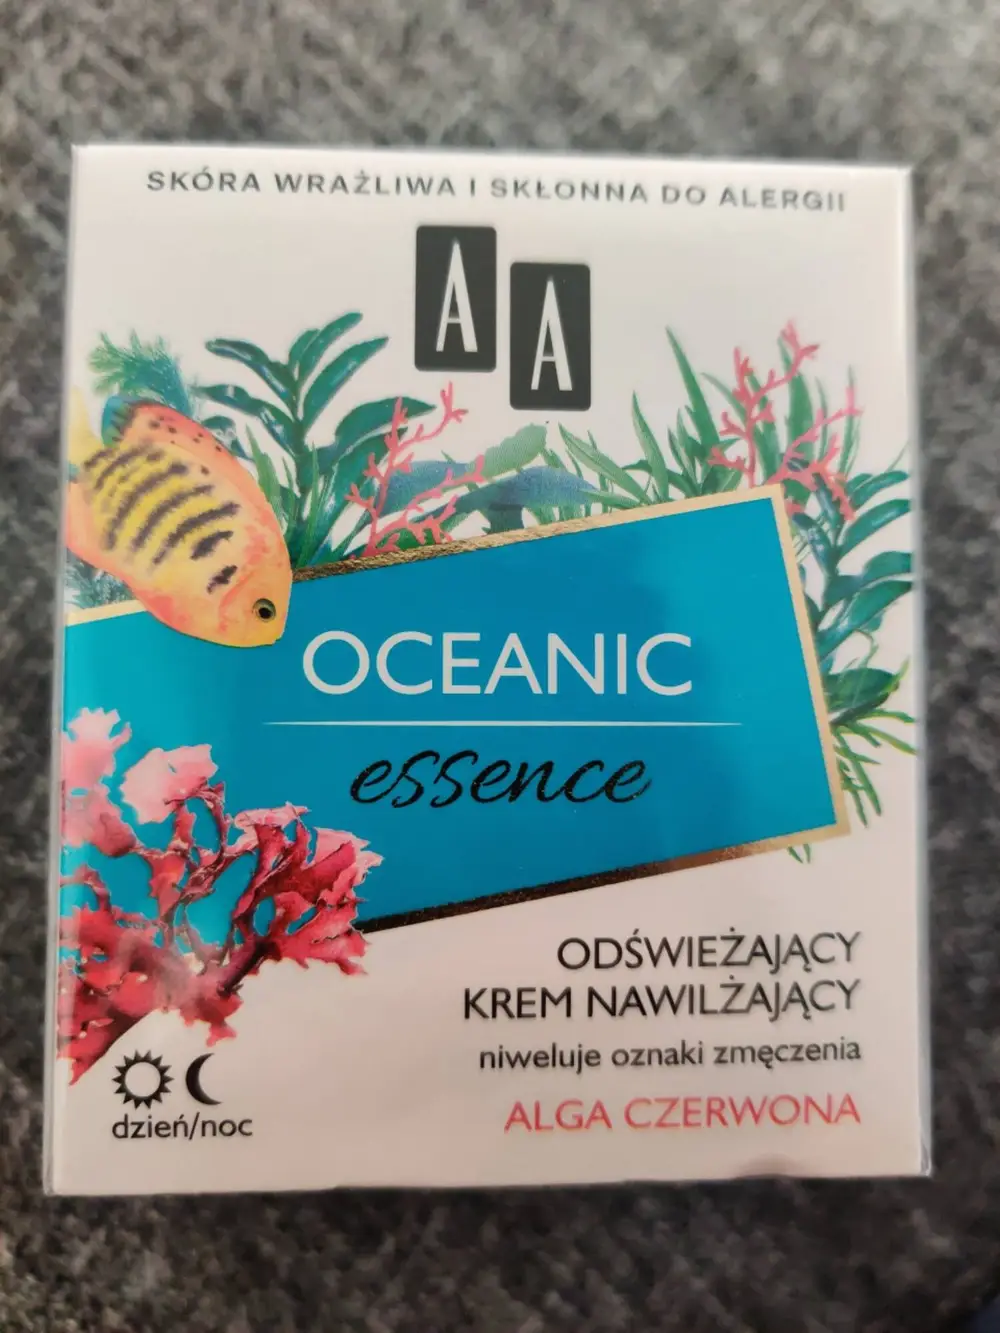 SKÓRA WRAŻLIWA I SKŁONNA DO ALERGII
AA
OCEANIC
essence
ODŚWIEŻAJĄCY
KREM NAWILŻAJĄCY
niweluje oznaki zmęczenia
ALGA CZERWONA
dzień/noc